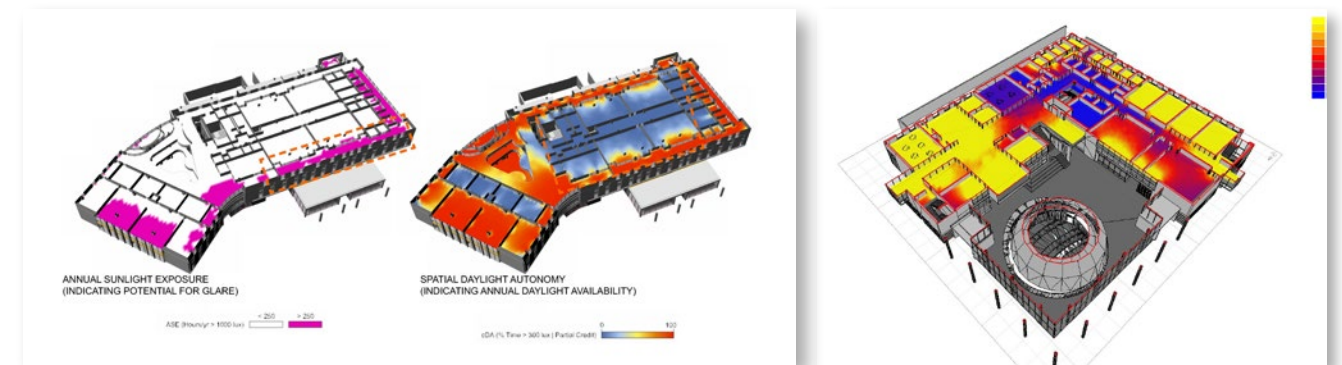 ANNUAL SUNLIGHT EXPOSURE
(INDICATING POTENTIAL FOR GLARE)
ASE (Hours/yr > 1000 lux)
< 250
> 250
SPATIAL DAYLIGHT AUTONOMY
(INDICATING ANNUAL DAYLIGHT AVAILABILITY)
cDA (% Time > 300 lux | Partial Credit)
0
100